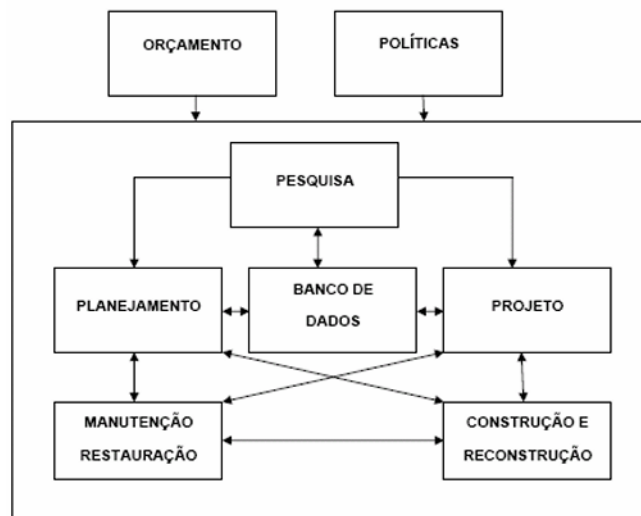 ORÇAMENTO
POLÍTICAS
PESQUISA
PLANEJAMENTO
BANCO DE
DADOS
PROJETO
MANUTENÇÃO
RESTAURAÇÃO
CONSTRUÇÃO E
RECONSTRUÇÃO